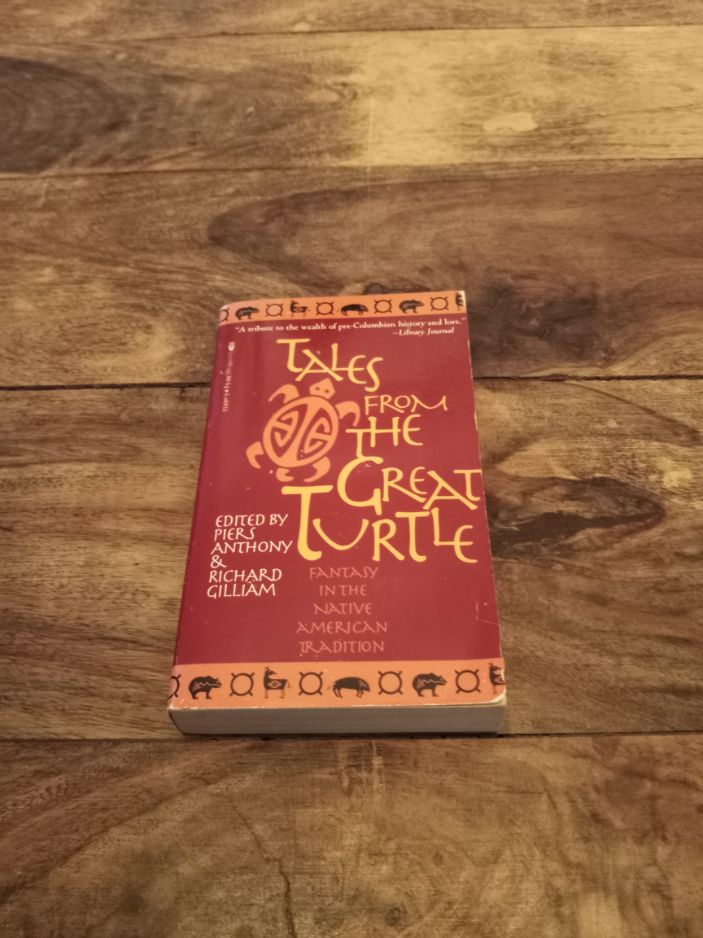 "A tribute to the wealth of pre-Columbian history and lore."
—Library Journal
TALES
FROM
THE
GREAT
TURTLE
EDITED BY
PIERS
ANTHONY
&
RICHARD
GILLIAM
FANTASY
IN THE
NATIVE
AMERICAN
TRADITION